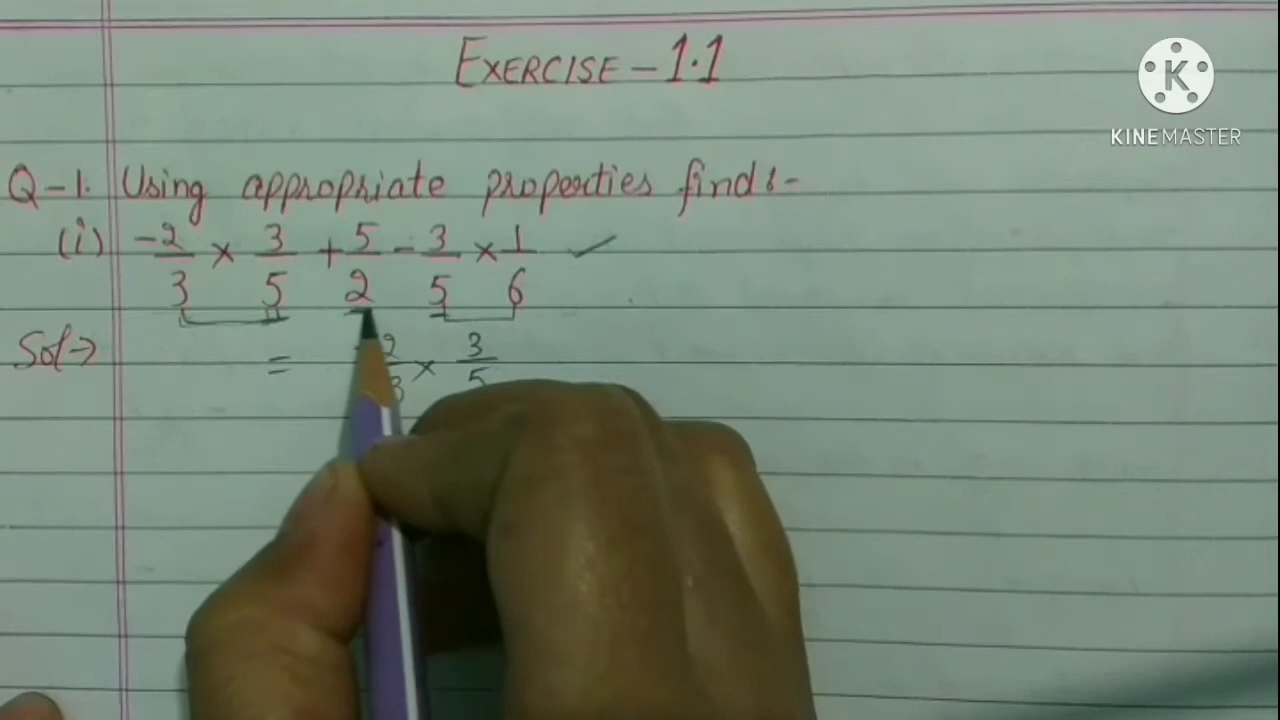 EXERCISE - 1.1
K
KINEMASTER
Q-1. Using appropriate properties find :-
(i) -2/3 × 3/5 + 5/2 - 3/5 × 1/6 ✓
Sol→ = × 3/5